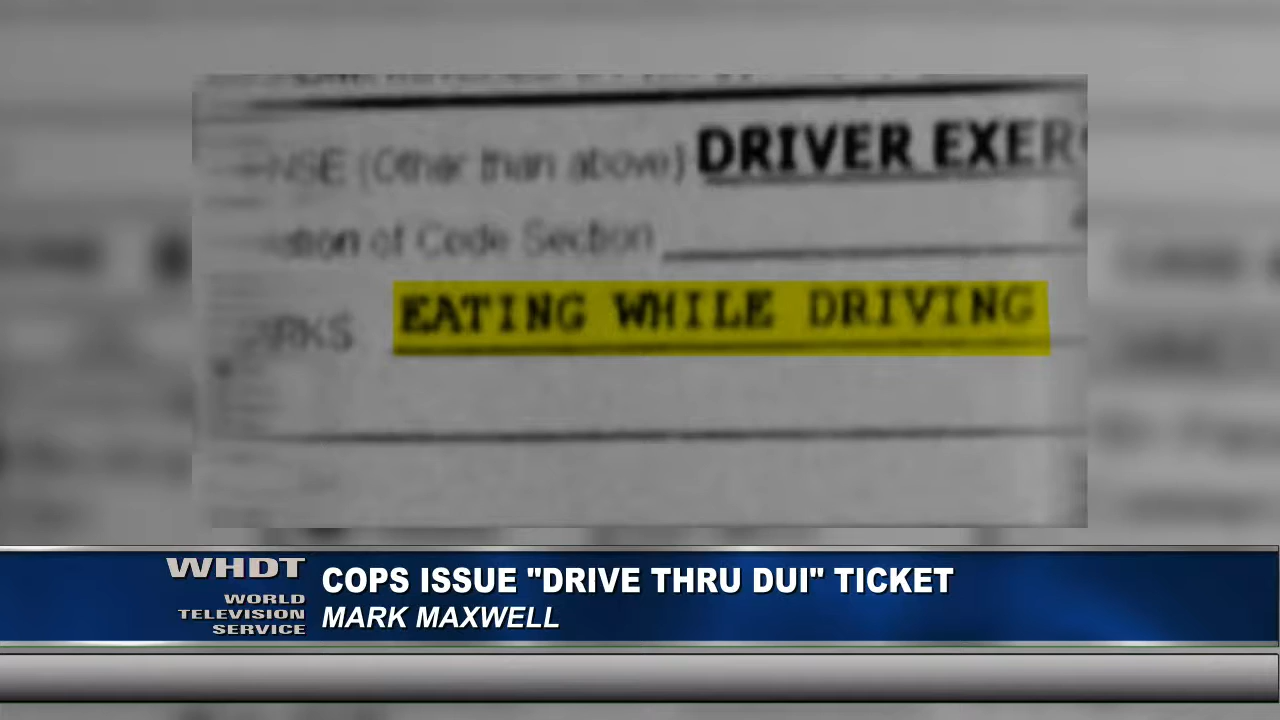 (Other than above) DRIVER EXER
of Code Section
EATING WHILE DRIVING
WHDT
WORLD
TELEVISION
SERVICE
COPS ISSUE "DRIVE THRU DUI" TICKET
MARK MAXWELL